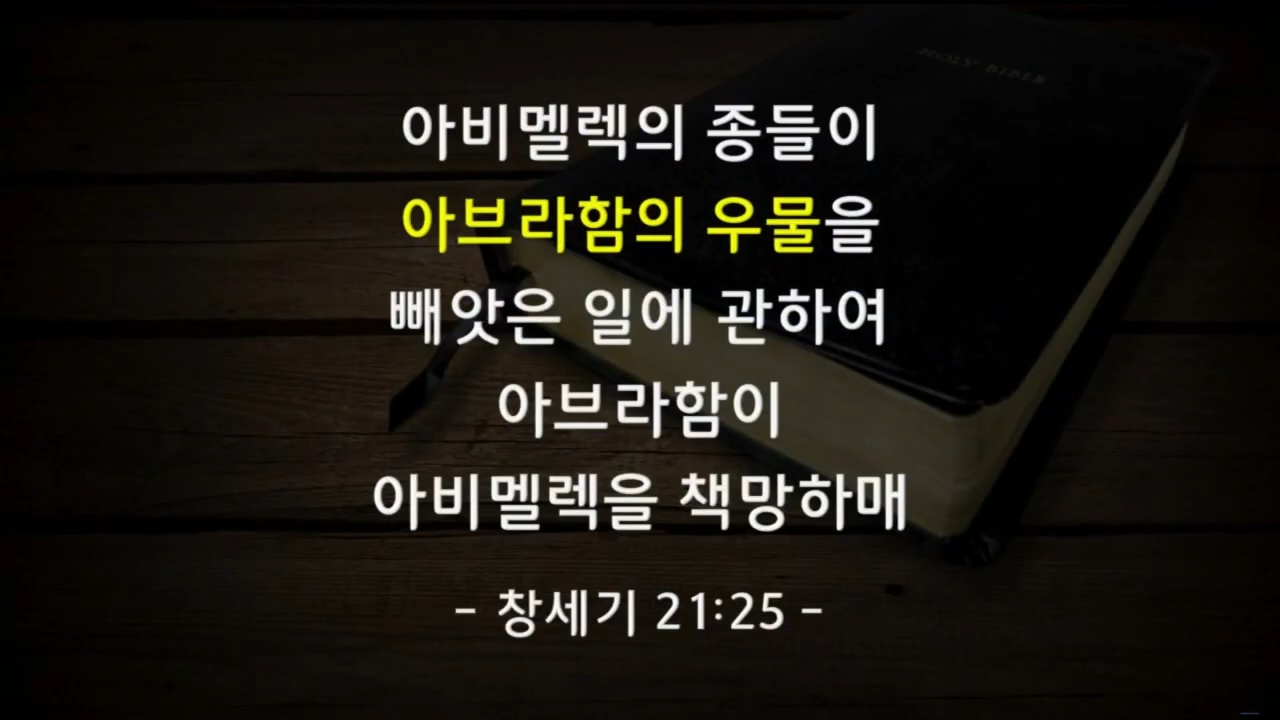 HOLY BIBLE
아비멜렉의 종들이
아브라함의 우물을
빼앗은 일에 관하여
아브라함이
아비멜렉을 책망하매
- 창세기 21:25 -